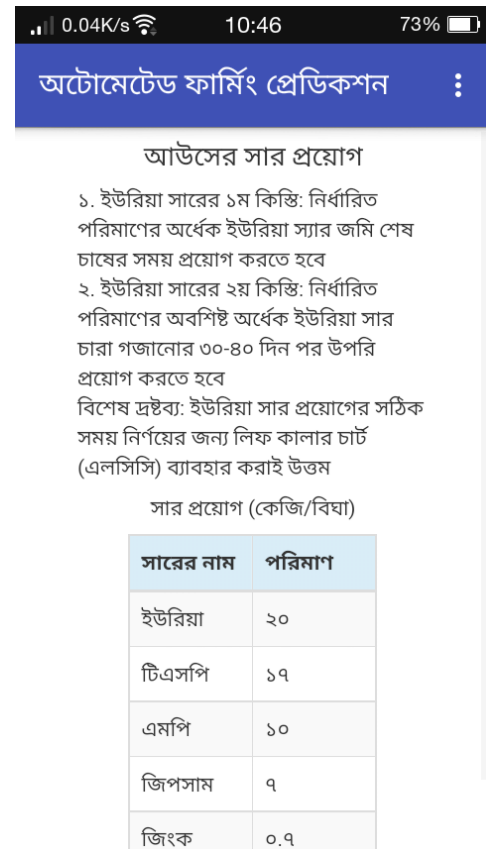 0.04K/s 10:46 73%
অটোমেটেড ফার্মিং প্রেডিকশন
আউসের সার প্রয়োগ
১. ইউরিয়া সারের ১ম কিস্তি: নির্ধারিত
পরিমাণের অর্ধেক ইউরিয়া স্যার জমি শেষ
চাষের সময় প্রয়োগ করতে হবে
২. ইউরিয়া সারের ২য় কিস্তি: নির্ধারিত
পরিমাণের অবশিষ্ট অর্ধেক ইউরিয়া সার
চারা গজানোর ৩০-৪০ দিন পর উপরি
প্রয়োগ করতে হবে
বিশেষ দ্রষ্টব্য: ইউরিয়া সার প্রয়োগের সঠিক
সময় নির্ণয়ের জন্য লিফ কালার চার্ট
(এলসিসি) ব্যাবহার করাই উত্তম
সার প্রয়োগ (কেজি/বিঘা)
সারের নাম পরিমাণ
ইউরিয়া ২০
টিএসপি ১৭
এমপি ১০
জিপসাম ৭
জিংক ০.৭